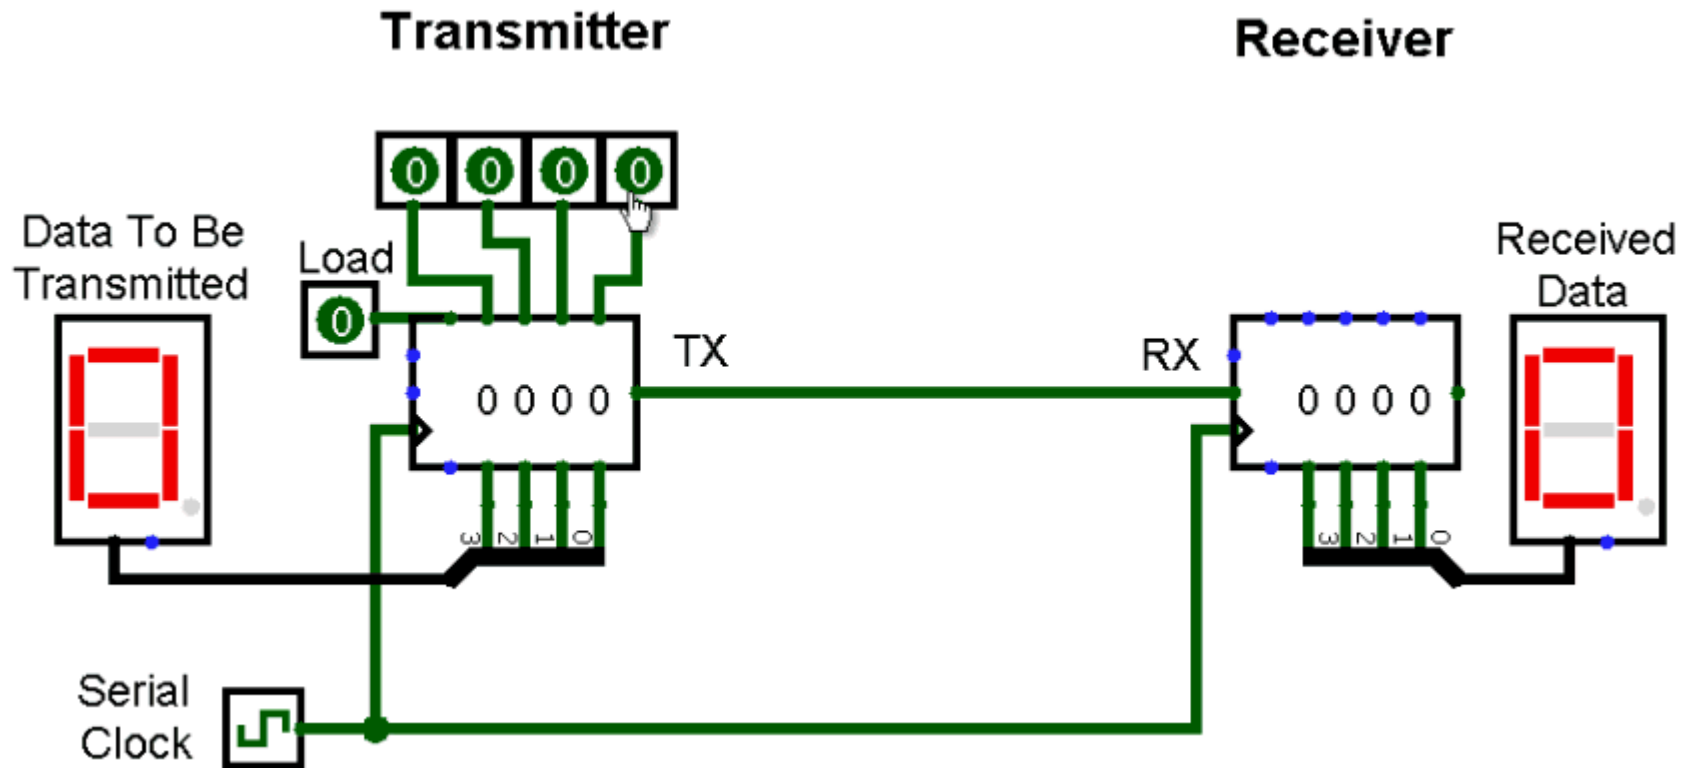 Transmitter
Receiver
0 0 0 0
Data To Be
Transmitted
Load
0
Received
Data
TX
RX
0 0 0 0
0 0 0 0
3 2 1 0
3 2 1 0
Serial
Clock